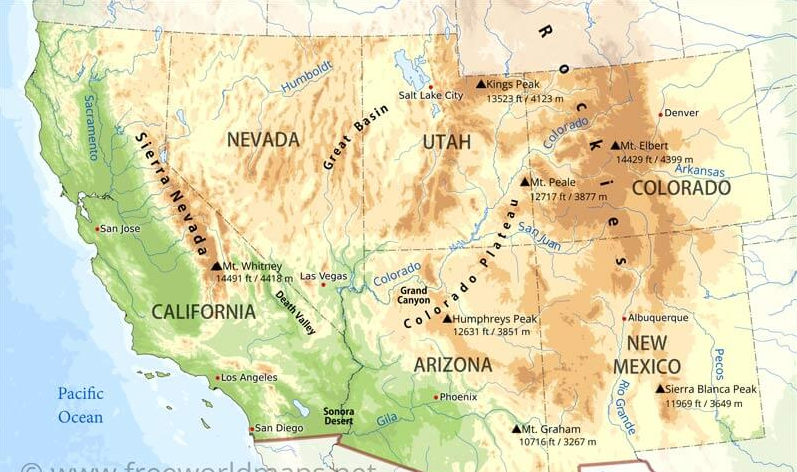 Rockies
Kings Peak
13523 ft / 4123 m
Humboldt
Salt Lake City
Great Basin
Sacramento
Sierra Nevada
NEVADA
UTAH
Denver
Colorado
Mt. Elbert
14429 ft / 4399 m
Arkansas
COLORADO
Mt. Peale
12717 ft / 3877 m
San Jose
San Juan
Colorado Plateau
Mt. Whitney
14491 ft / 4418 m
Las Vegas
Colorado
Grand
Canyon
Death Valley
CALIFORNIA
Humphreys Peak
12631 ft / 3851 m
Albuquerque
NEW
MEXICO
ARIZONA
Pecos
Los Angeles
Rio Grande
Sierra Blanca Peak
11969 ft / 3649 m
Pacific
Ocean
Phoenix
Sonora
Desert
Gila
San Diego
Mt. Graham
10716 ft / 3267 m
© www.freeworldmaps.net